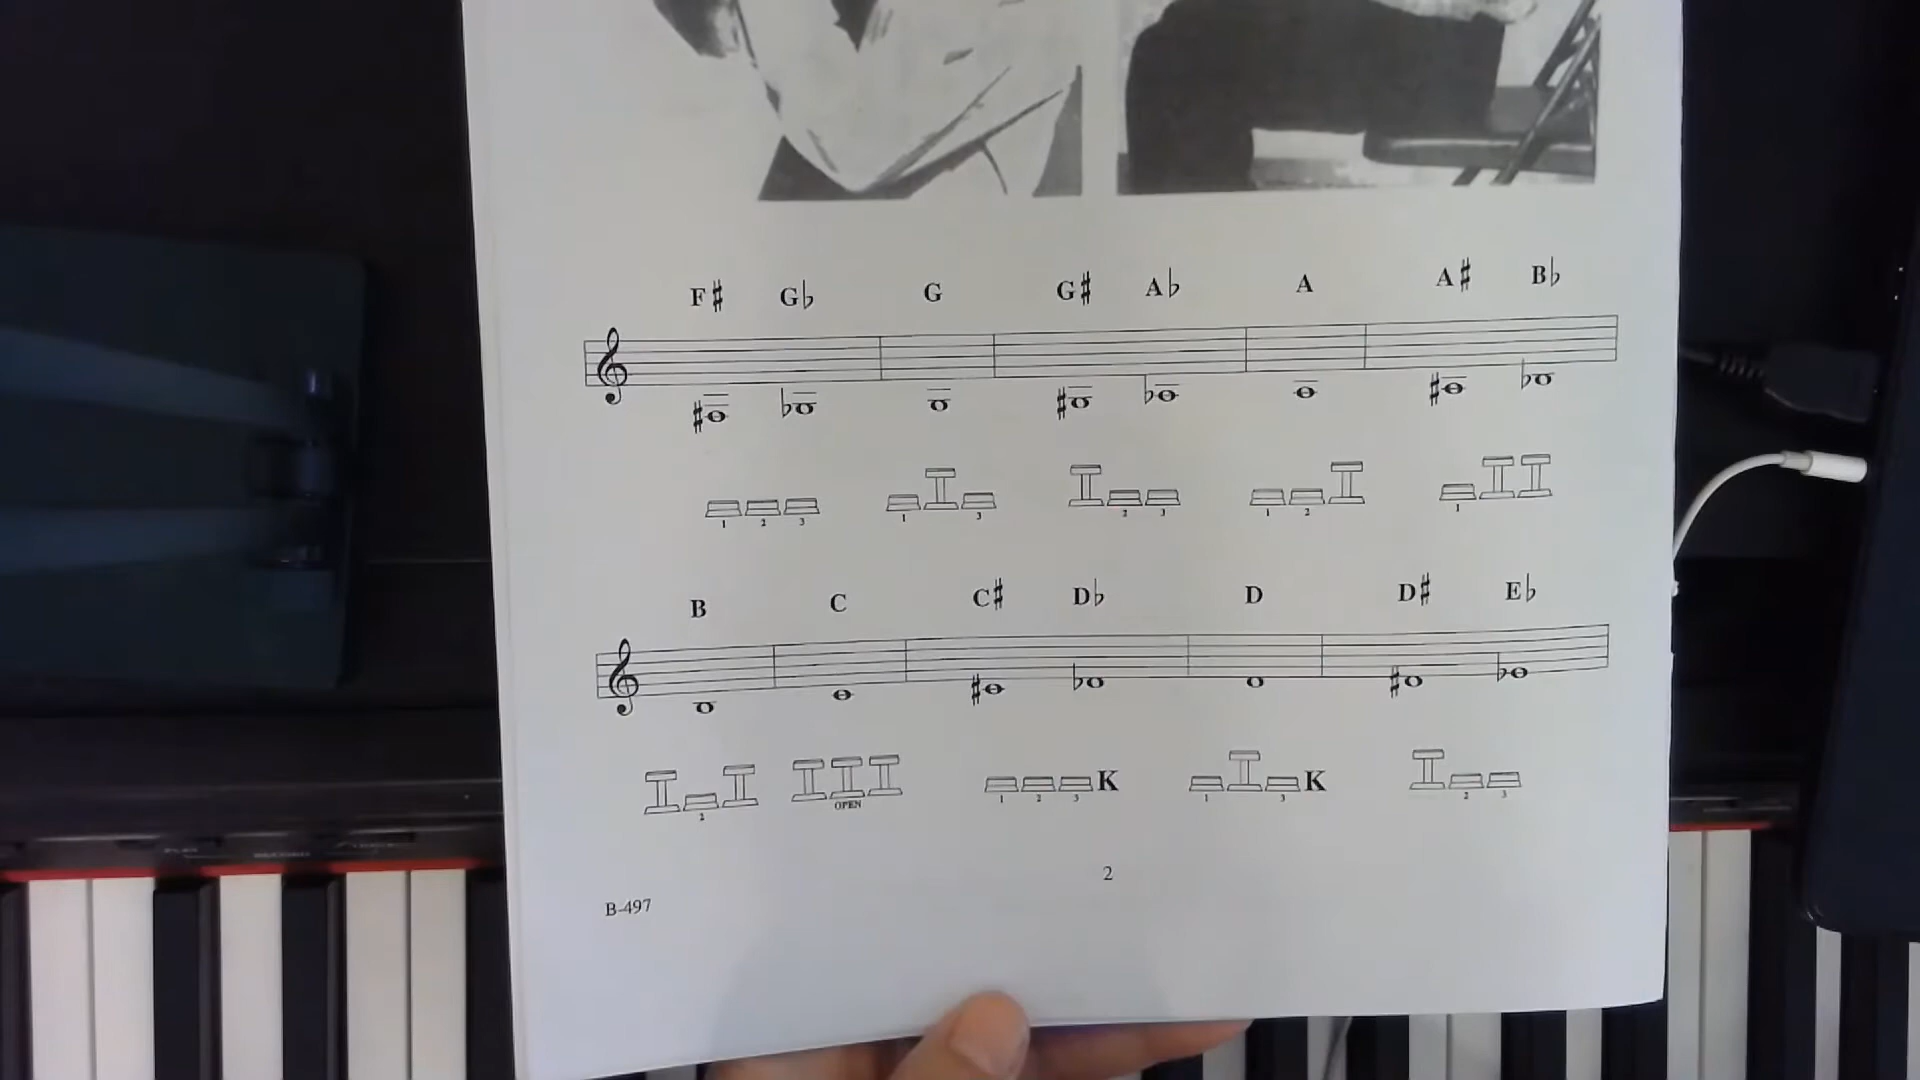 F♯ G♭ G G♯ A♭ A A♯ B♭
1 2 3 1 3 2 3 1 2 1
B C C♯ D♭ D D♯ E♭
2 OPEN 1 2 3 K 1 3 K 2 3
2
B-497